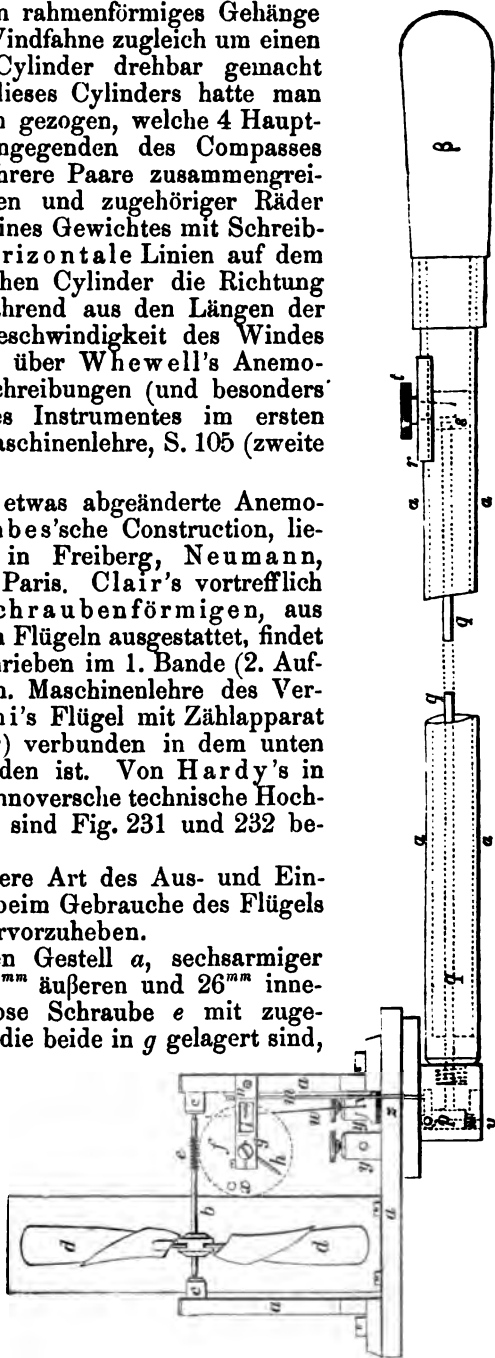 n rahmenförmiges Gehänge
Windfahne zugleich um einen
Cylinder drehbar gemacht
dieses Cylinders hatte man
n gezogen, welche 4 Haupt-
ngegenden des Compasses
hrere Paare zusammengrei-
en und zugehöriger Räder
ines Gewichtes mit Schreib-
rizontale Linien auf dem
chen Cylinder die Richtung
ährend aus den Längen der
eschwindigkeit des Windes
über Whewell's Anemo-
chreibungen (und besonders
es Instrumentes im ersten
aschinenlehre, S. 105 (zweite
etwas abgeänderte Anemo-
bes'sche Construction, lie-
in Freiberg, Neumann,
Paris. Clair's vortrefflich
chraubenförmigen, aus
n Flügeln ausgestattet, findet
hrieben im 1. Bande (2. Auf-
n. Maschinenlehre des Ver-
ni's Flügel mit Zählapparat
) verbunden in dem unten
den ist. Von Hardy's in
nnoversche technische Hoch-
sind Fig. 231 und 232 be-
ere Art des Aus- und Ein-
beim Gebrauche des Flügels
rvorzuheben.
en Gestell a, sechsarmiger
mm äußeren und 26mm inne-
ose Schraube e mit zuge-
die beide in g gelagert sind,
β
t
s
r
a
a
q
q
a
a
q
p
v
z
a
c
e
f
g
h
x
m
n
w
y
b
d
d
c
a
a